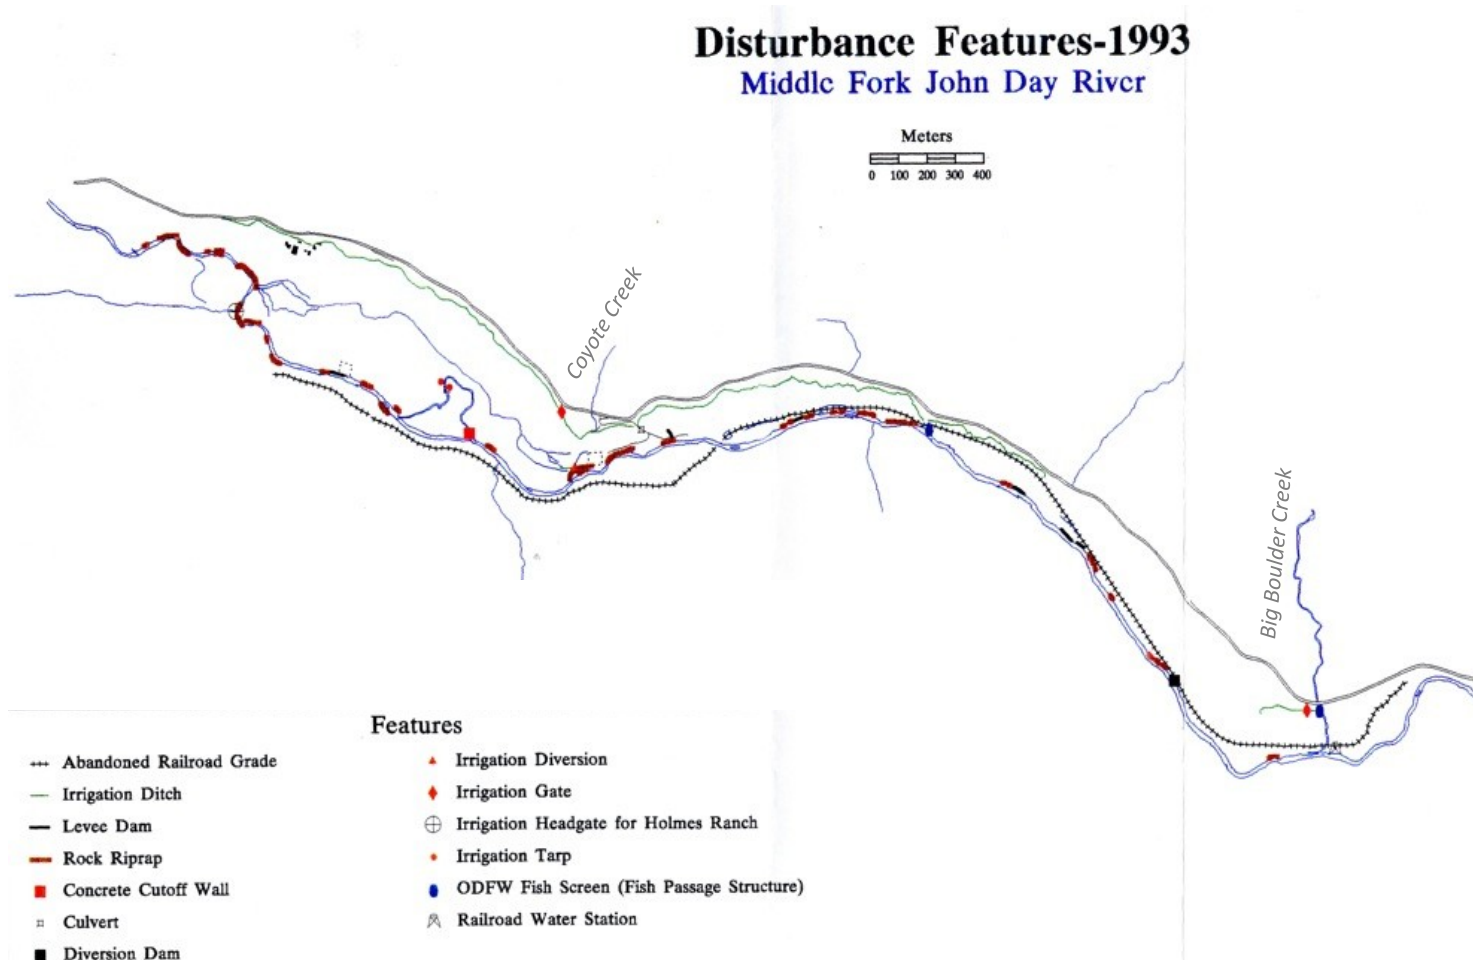 Disturbance Features-1993
Middle Fork John Day River
Meters
0 100 200 300 400
Coyote Creek
Big Boulder Creek
Features
Abandoned Railroad Grade
Irrigation Ditch
Levee Dam
Rock Riprap
Concrete Cutoff Wall
Culvert
Diversion Dam
Irrigation Diversion
Irrigation Gate
Irrigation Headgate for Holmes Ranch
Irrigation Tarp
ODFW Fish Screen (Fish Passage Structure)
Railroad Water Station